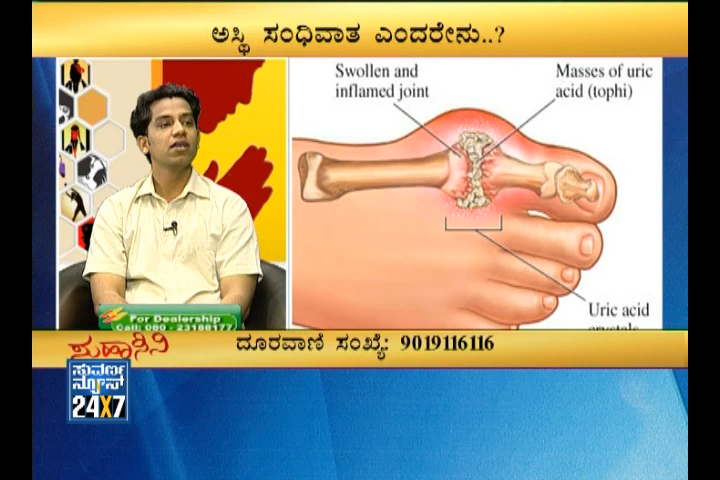 ಅಸ್ಥಿ ಸಂಧಿವಾತ ಎಂದರೇನು..?
Swollen and
inflamed joint
Masses of uric
acid (tophi)
Uric acid
crystals
For Dealership
Call: 080 - 23188177
ಸುಹಾಸಿನಿ
ದೂರವಾಣಿ ಸಂಖ್ಯೆ: 9019116116
ಸುವರ್ಣ
ನ್ಯೂಸ್
24X7